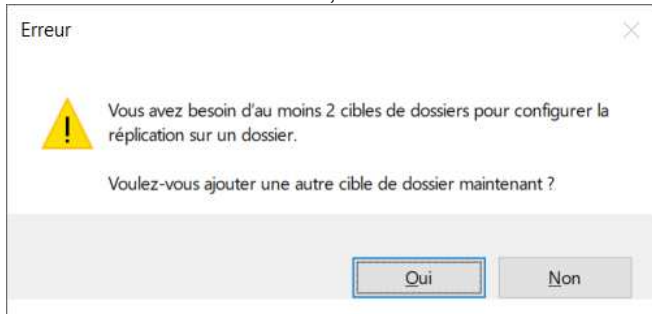 Erreur
Vous avez besoin d'au moins 2 cibles de dossiers pour configurer la
réplication sur un dossier.
Voulez-vous ajouter une autre cible de dossier maintenant ?
Oui
Non